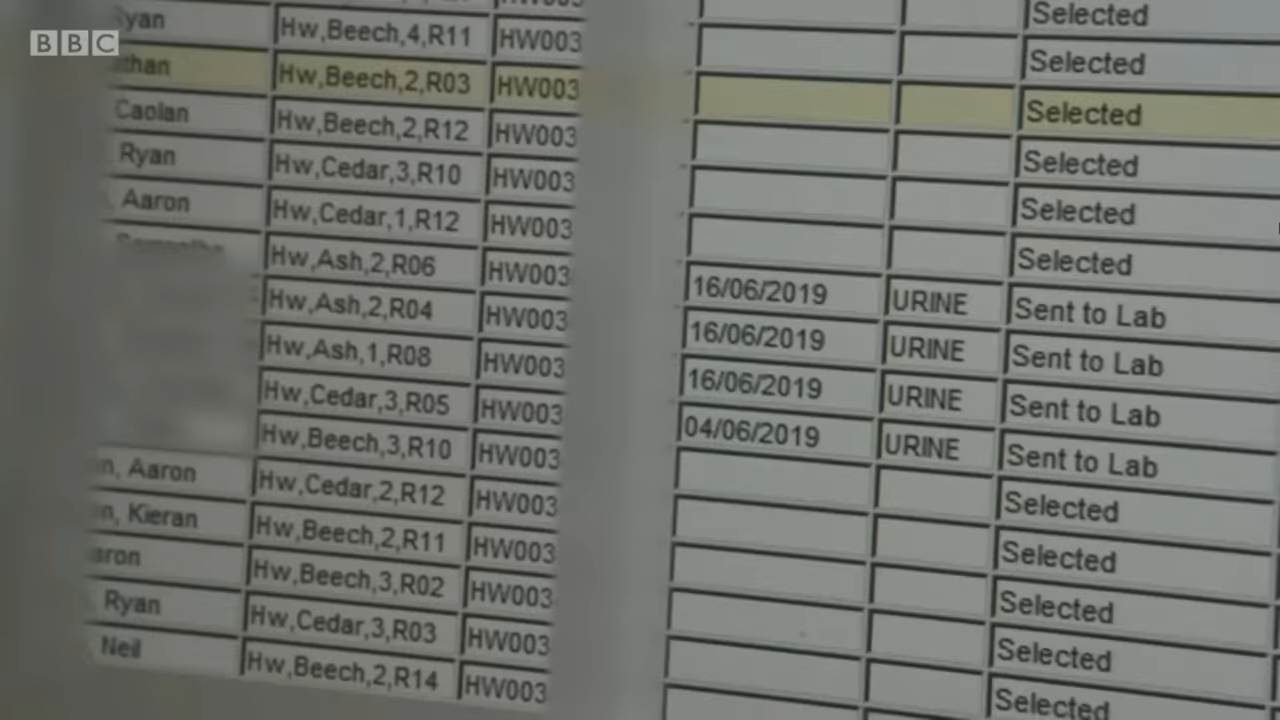 BBC
Ryan Hw,Beech,4,R11 HW003 Selected
than Hw,Beech,2,R03 HW003 Selected
Caolan Hw,Beech,2,R12 HW003 Selected
Ryan Hw,Cedar,3,R10 HW003 Selected
Aaron Hw,Cedar,1,R12 HW003 Selected
Hw,Ash,2,R06 HW003 Selected
Hw,Ash,2,R04 HW003 16/06/2019 URINE Sent to Lab
Hw,Ash,1,R08 HW003 16/06/2019 URINE Sent to Lab
Hw,Cedar,3,R05 HW003 16/06/2019 URINE Sent to Lab
Hw,Beech,3,R10 HW003 04/06/2019 URINE Sent to Lab
n, Aaron Hw,Cedar,2,R12 HW003 Selected
n, Kieran Hw,Beech,2,R11 HW003 Selected
aron Hw,Beech,3,R02 HW003 Selected
Ryan Hw,Cedar,3,R03 HW003 Selected
Neil Hw,Beech,2,R14 HW003 Selected